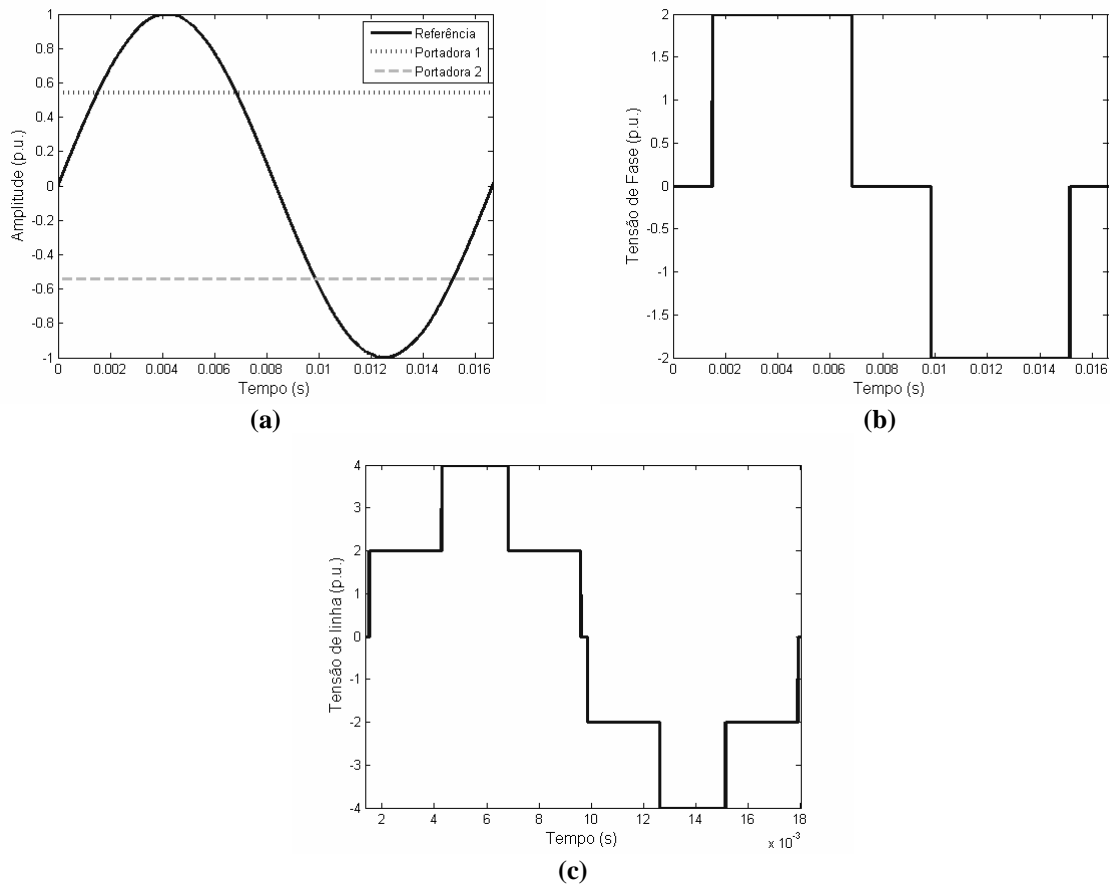 1
0.8
0.6
0.4
0.2
0
-0.2
-0.4
-0.6
-0.8
-1
Amplitude (p.u.)
Referência
Portadora 1
Portadora 2
0 0.002 0.004 0.006 0.008 0.01 0.012 0.014 0.016
Tempo (s)
(a)
2
1
1
0
-0.5
-1
-1.5
-2
Tensão de Fase (p.u.)
0 0.002 0.004 0.006 0.008 0.01 0.012 0.014 0.016
Tempo (s)
(b)
4
3
2
1
0
-1
-2
-3
-4
Tensão de linha (p.u.)
2 4 6 8 10 12 14 16 18
Tempo (s)
x 10-3
(c)